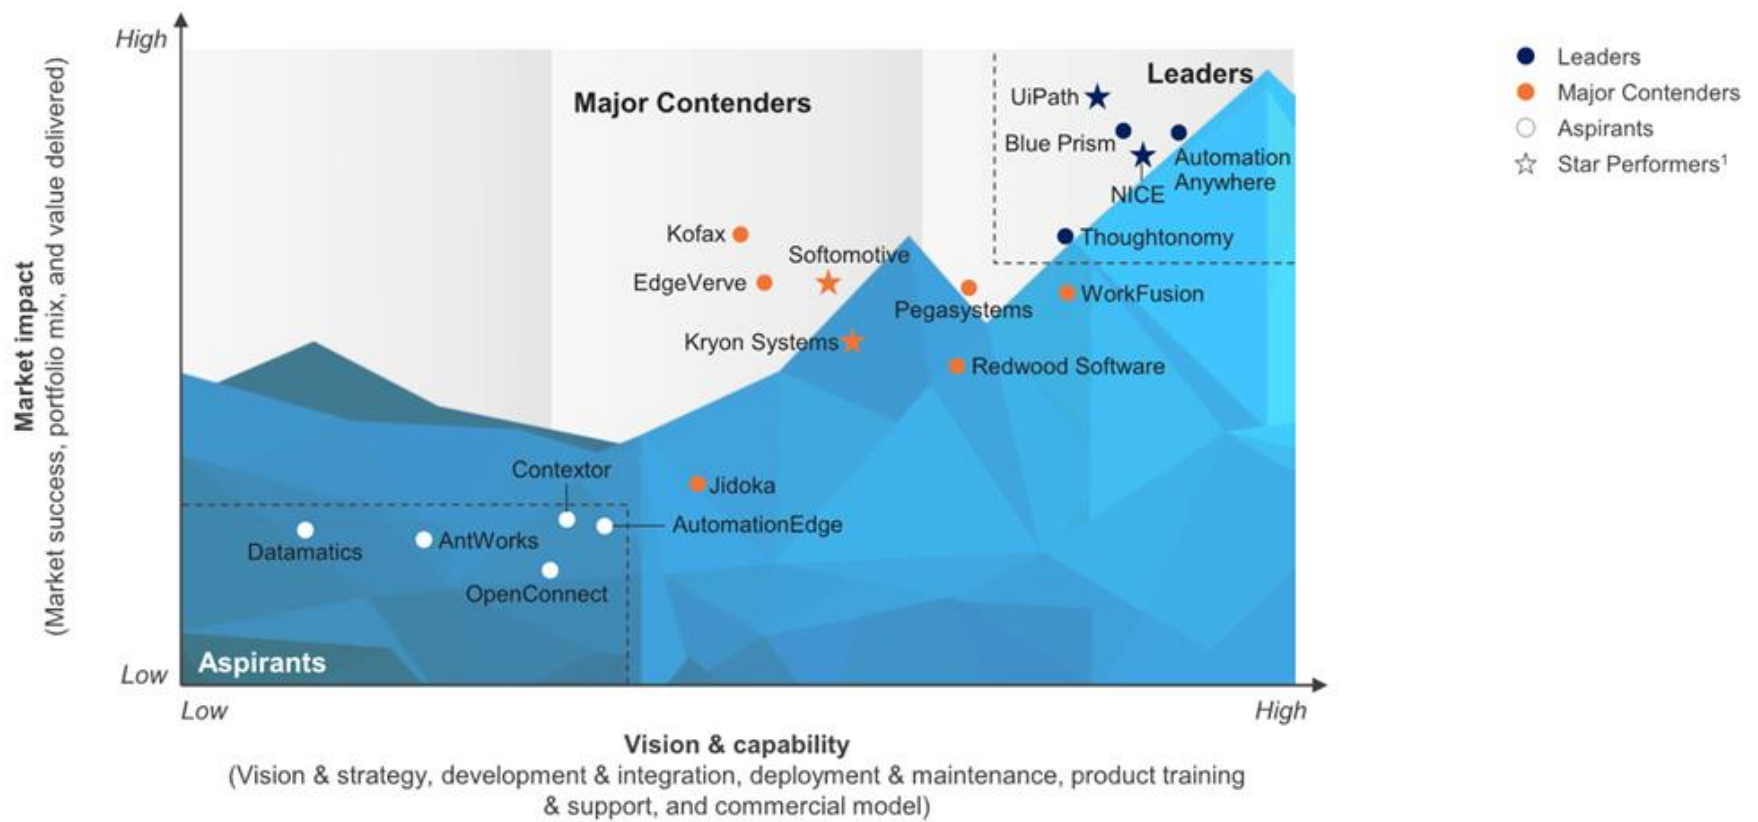 High
Market impact
(Market success, portfolio mix, and value delivered)
Low
Major Contenders
Leaders
UiPath
Blue Prism
Automation
Anywhere
NICE
Thoughtonomy
Kofax
Softomotive
EdgeVerve
Pegasystems
WorkFusion
Kryon Systems
Redwood Software
Contextor
Jidoka
AutomationEdge
Datamatics
AntWorks
OpenConnect
Aspirants
Low
High
Vision & capability
(Vision & strategy, development & integration, deployment & maintenance, product training
& support, and commercial model)
Leaders
Major Contenders
Aspirants
Star Performers¹